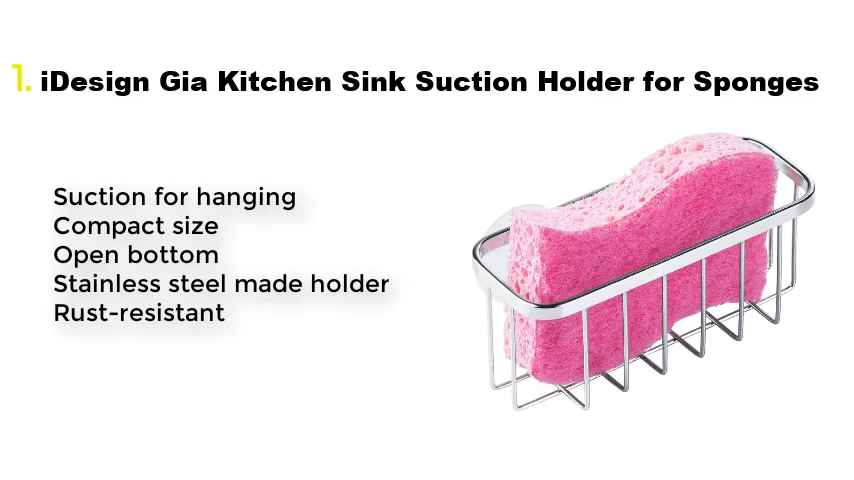 1. iDesign Gia Kitchen Sink Suction Holder for Sponges
Suction for hanging
Compact size
Open bottom
Stainless steel made holder
Rust-resistant